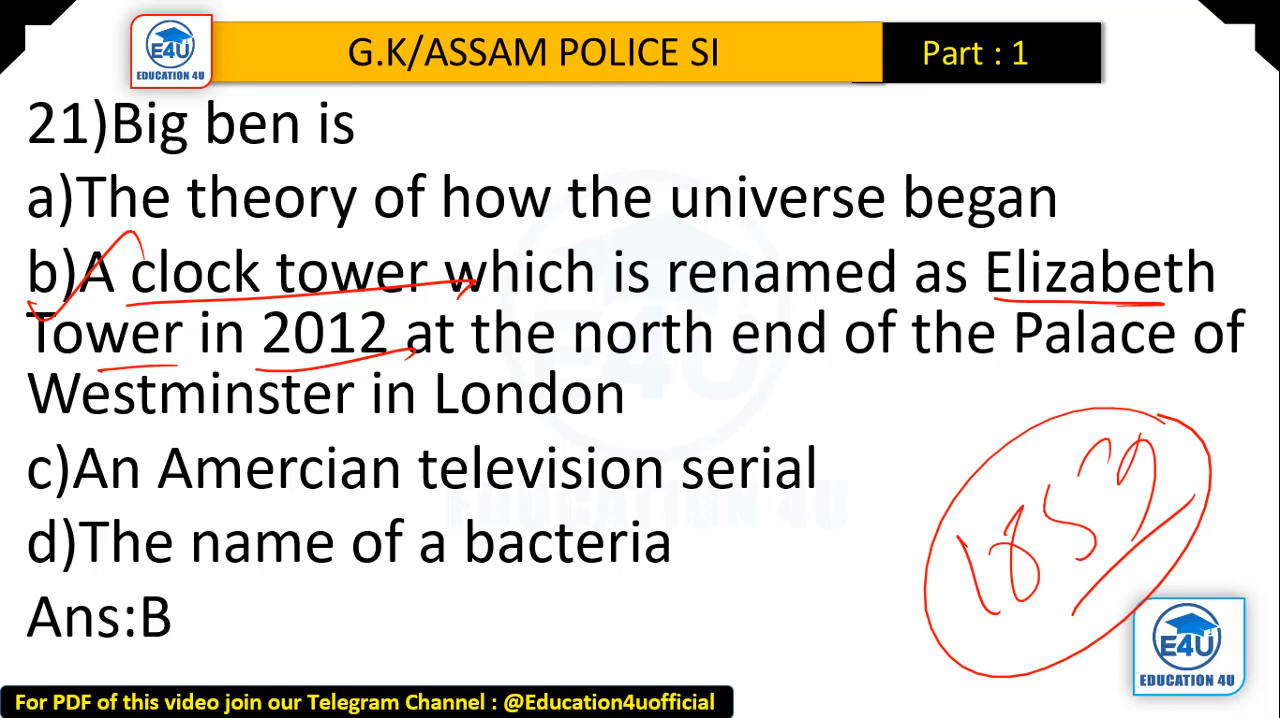 E4U
EDUCATION 4U
G.K/ASSAM POLICE SI
Part : 1
21)Big ben is
a)The theory of how the universe began
b)A clock tower which is renamed as Elizabeth
Tower in 2012 at the north end of the Palace of
Westminster in London
c)An Amercian television serial
d)The name of a bacteria
Ans:B
1859
E4U
EDUCATION 4U
E4U
EDUCATION 4U
For PDF of this video join our Telegram Channel : @Education4uofficial